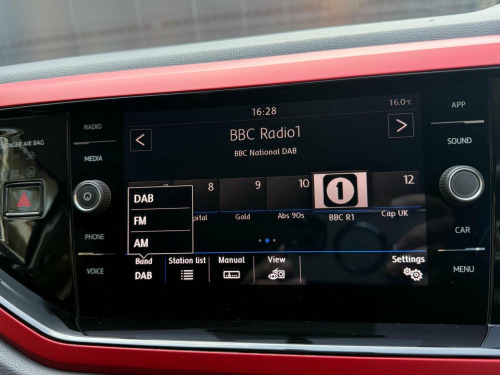 16:28
16.0°C
BBC Radio1
BBC National DAB
RADIO
MEDIA
PHONE
VOICE
APP
SOUND
CAR
MENU
8
9
10
1
12
Gold
Abs 90s
BBC R1
Cap UK
DAB
FM
AM
Band
DAB
Station list
Manual
View
Settings
AIR BAG